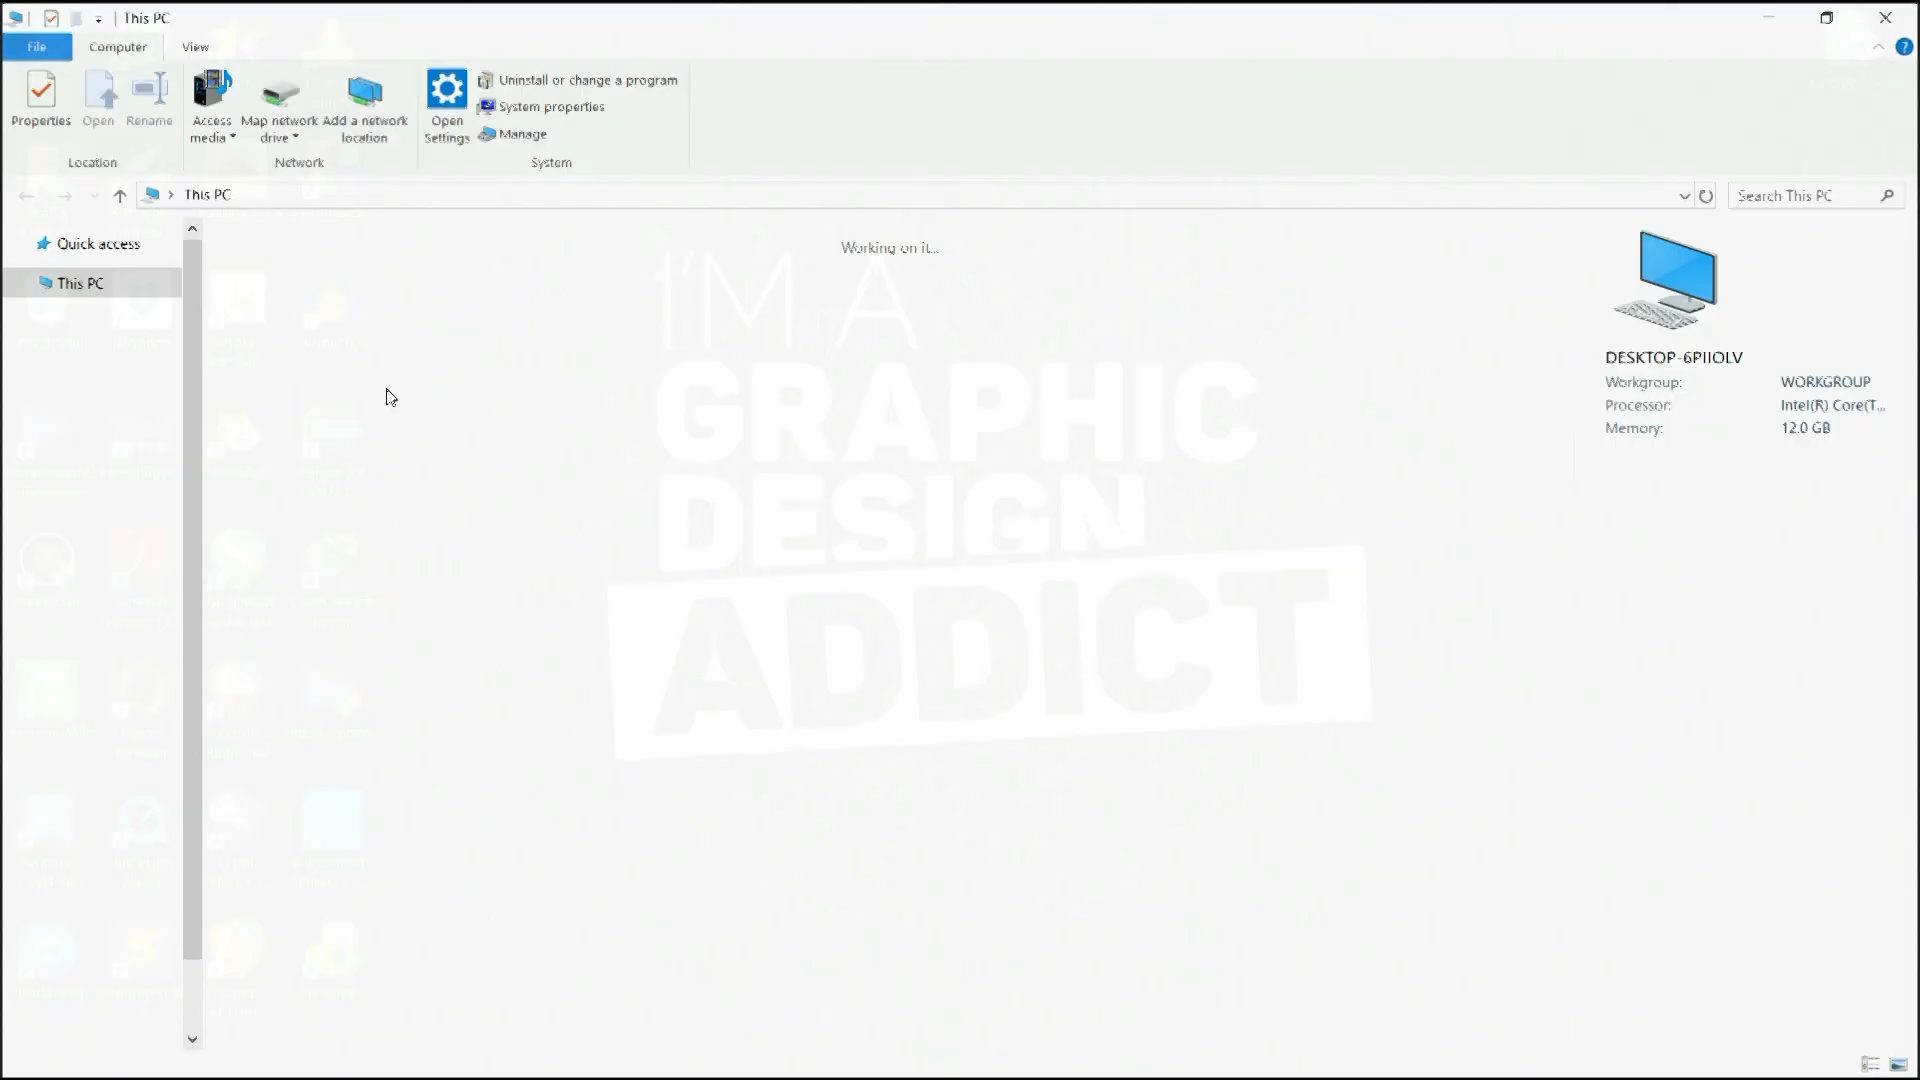 This PC
File
Computer
View
Properties
Open
Rename
Access media
Map network drive
Add a network location
Open Settings
Uninstall or change a program
System properties
Manage
Location
Network
System
This PC
Search This PC
Quick access
This PC
Working on it...
I'M A
GRAPHIC
DESIGN
ADDICT
DESKTOP-6PIIOLV
Workgroup: WORKGROUP
Processor: Intel(R) Core(T...
Memory: 12.0 GB